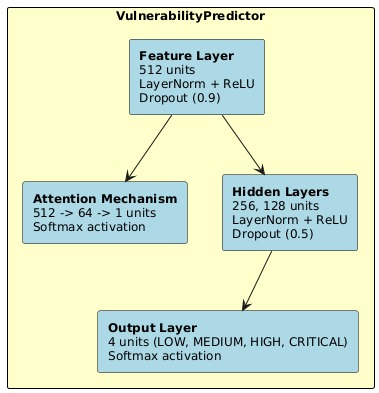 VulnerabilityPredictor
Feature Layer
512 units
LayerNorm + ReLU
Dropout (0.9)
Attention Mechanism
512 -> 64 -> 1 units
Softmax activation
Hidden Layers
256, 128 units
LayerNorm + ReLU
Dropout (0.5)
Output Layer
4 units (LOW, MEDIUM, HIGH, CRITICAL)
Softmax activation